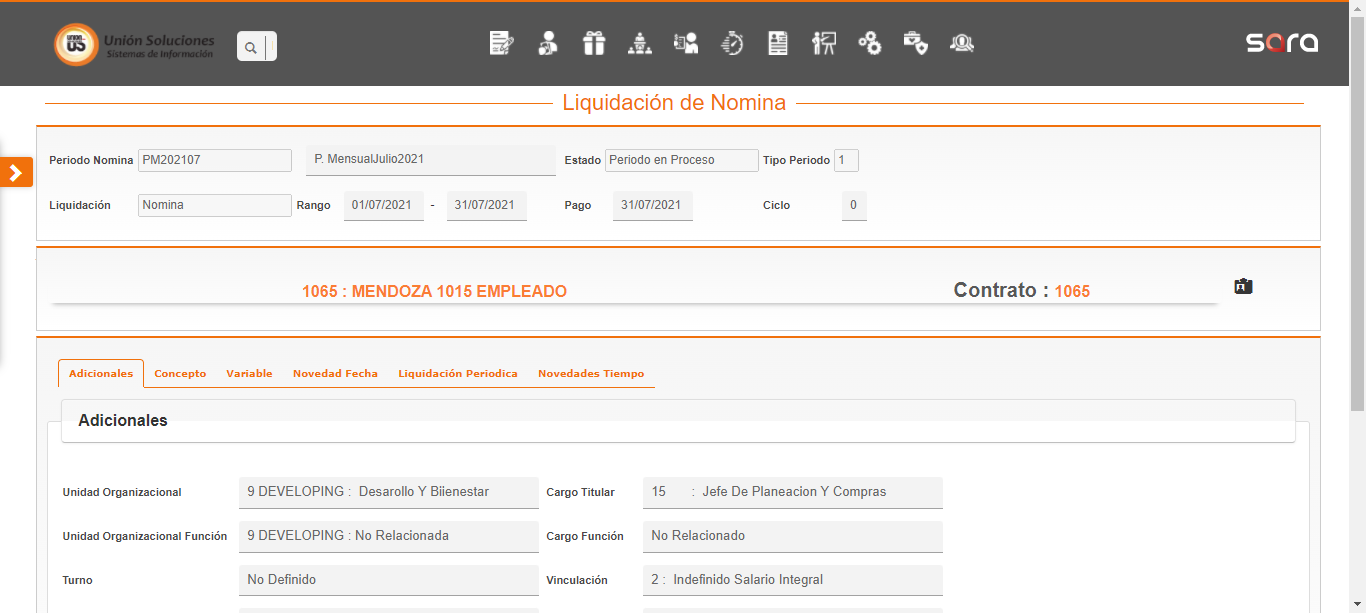 Unión Soluciones
Sistemas de Información
sara
Liquidación de Nomina
Periodo Nomina PM202107 P. MensualJulio2021 Estado Periodo en Proceso Tipo Periodo 1
Liquidación Nomina Rango 01/07/2021 - 31/07/2021 Pago 31/07/2021 Ciclo 0
1065 : MENDOZA 1015 EMPLEADO Contrato : 1065
Adicionales Concepto Variable Novedad Fecha Liquidación Periodica Novedades Tiempo
Adicionales
Unidad Organizacional 9 DEVELOPING : Desarollo Y Biienestar Cargo Titular 15 : Jefe De Planeacion Y Compras
Unidad Organizacional Función 9 DEVELOPING : No Relacionada Cargo Función No Relacionado
Turno No Definido Vinculación 2 : Indefinido Salario Integral